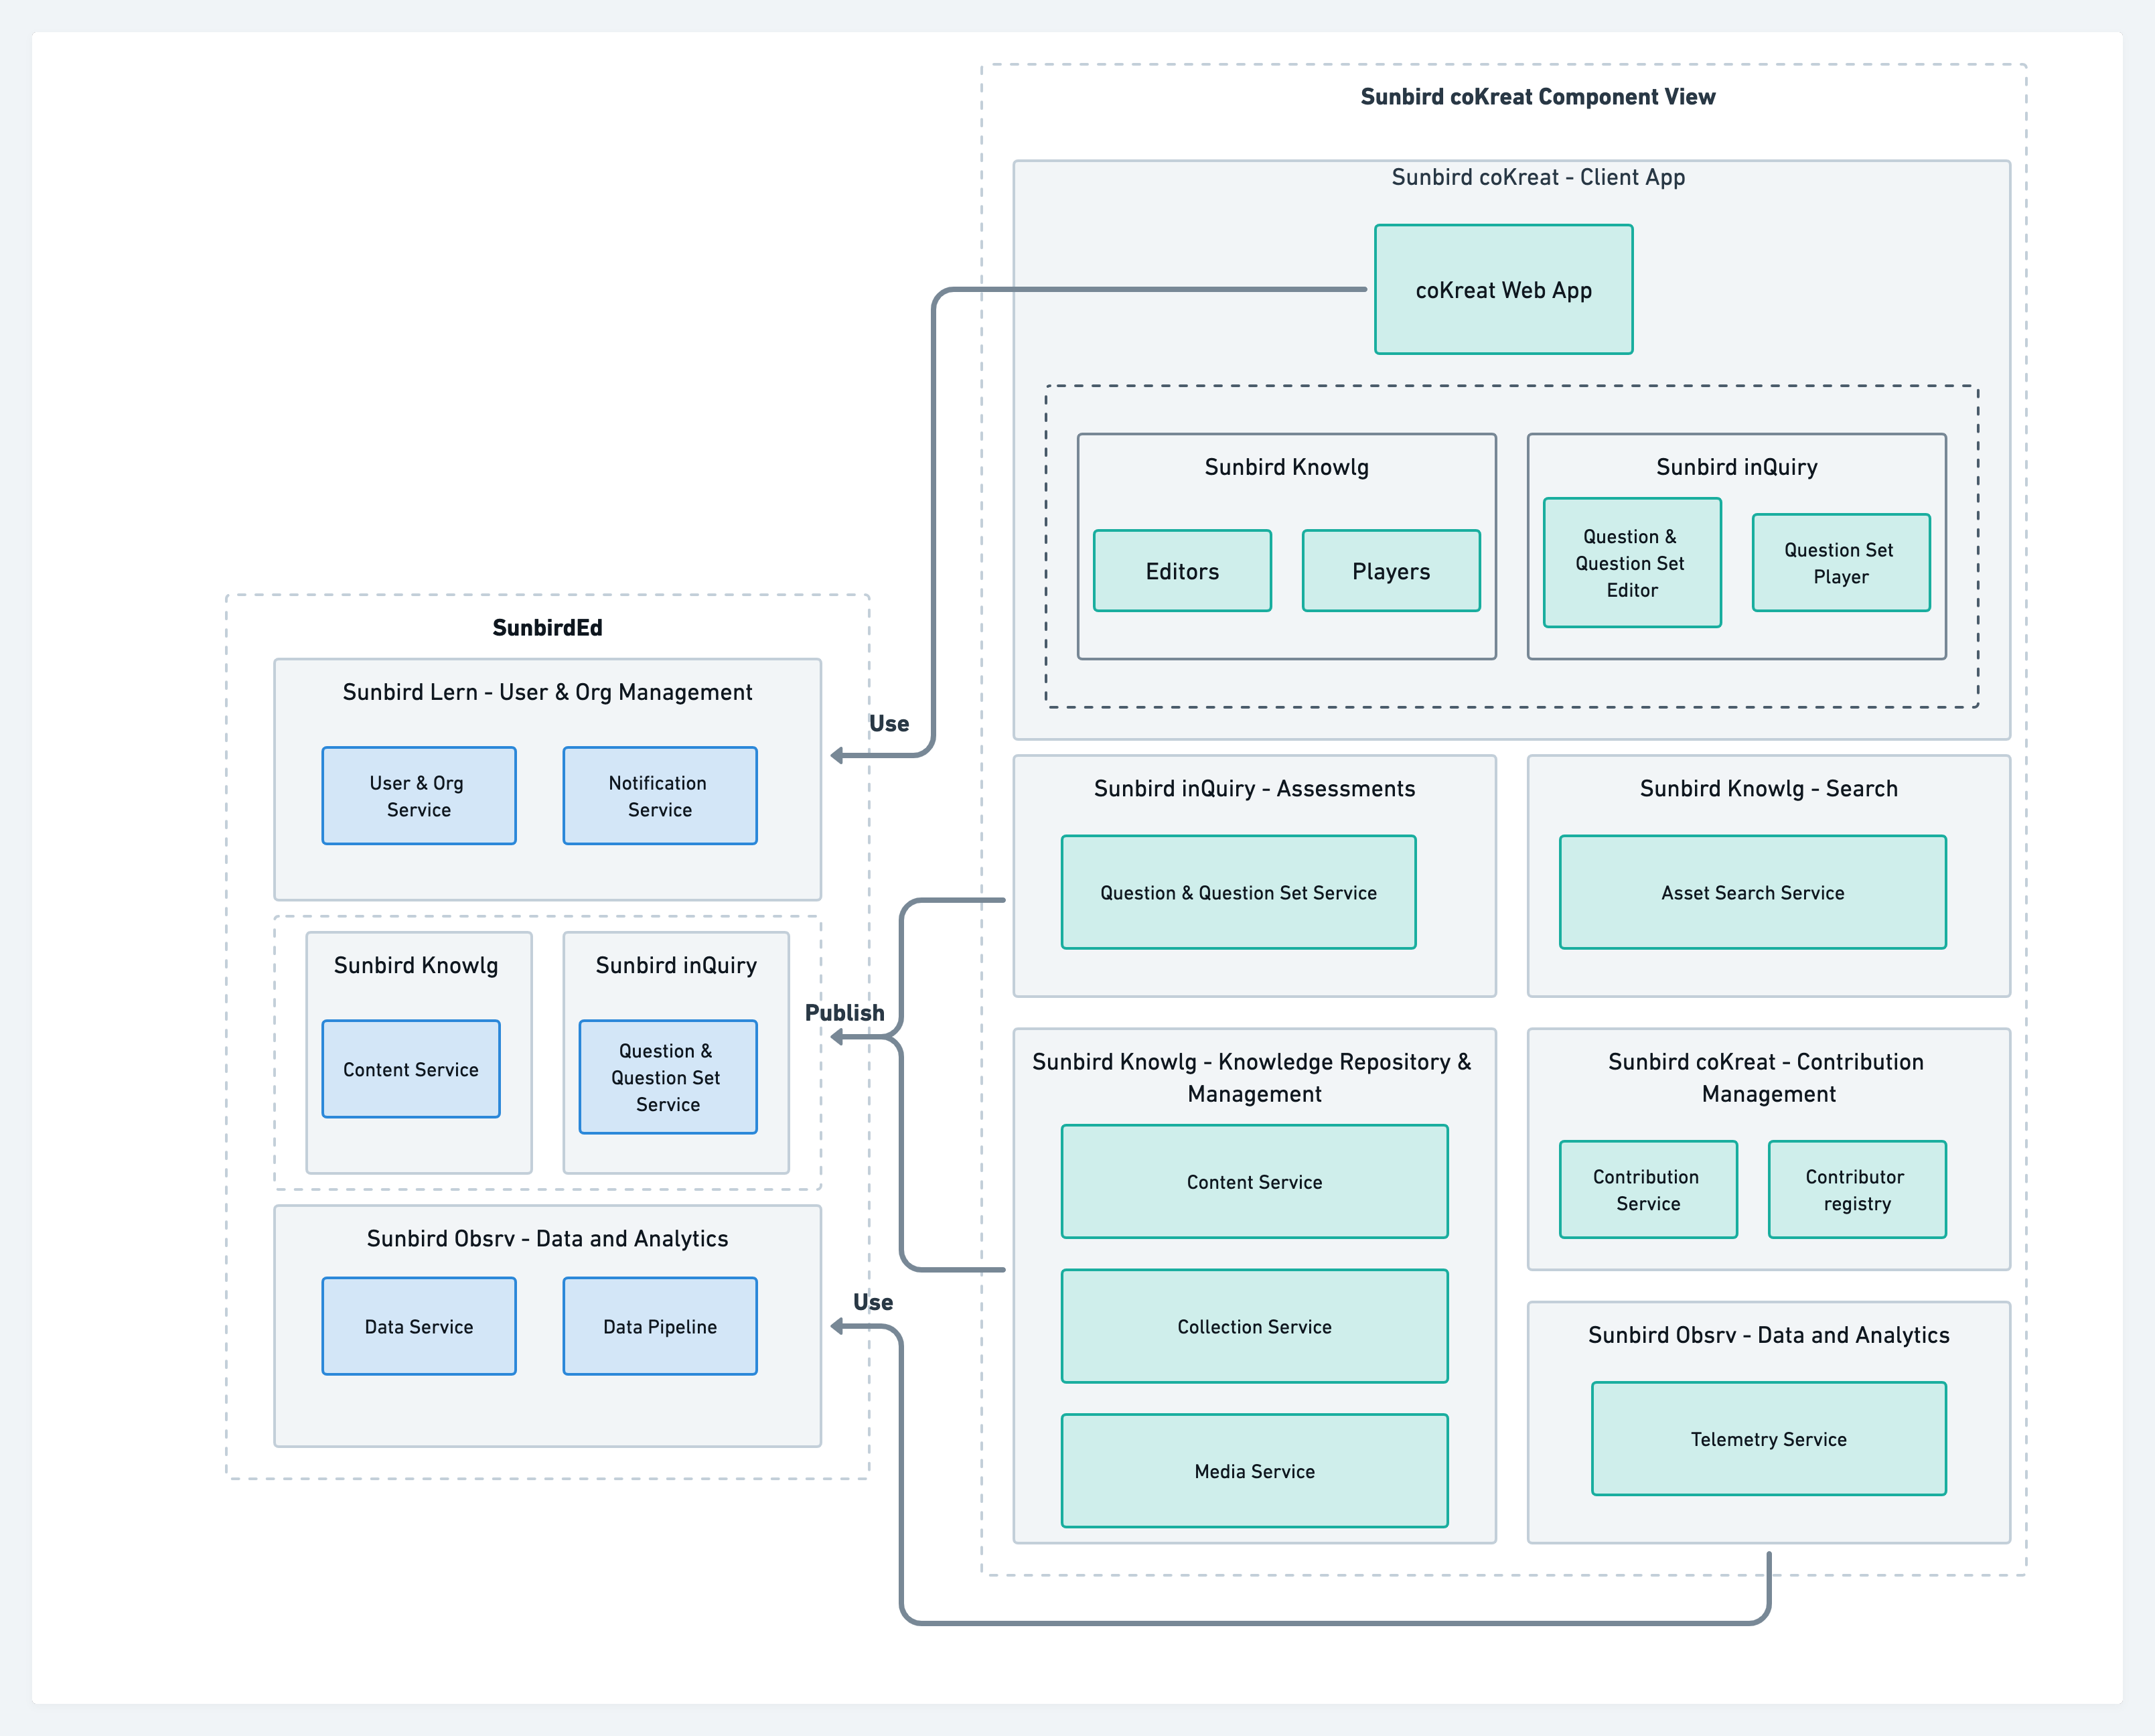 Sunbird coKreat Component View
Sunbird coKreat - Client App
coKreat Web App
Sunbird Knowlg
Editors
Players
Sunbird inQuiry
Question &
Question Set
Editor
Question Set
Player
SunbirdEd
Sunbird Lern - User & Org Management
User & Org
Service
Notification
Service
Use
Sunbird inQuiry - Assessments
Question & Question Set Service
Sunbird Knowlg - Search
Asset Search Service
Sunbird Knowlg
Content Service
Sunbird inQuiry
Question &
Question Set
Service
Publish
Sunbird Knowlg - Knowledge Repository &
Management
Content Service
Collection Service
Media Service
Sunbird coKreat - Contribution
Management
Contribution
Service
Contributor
registry
Sunbird Obsrv - Data and Analytics
Data Service
Data Pipeline
Use
Sunbird Obsrv - Data and Analytics
Telemetry Service